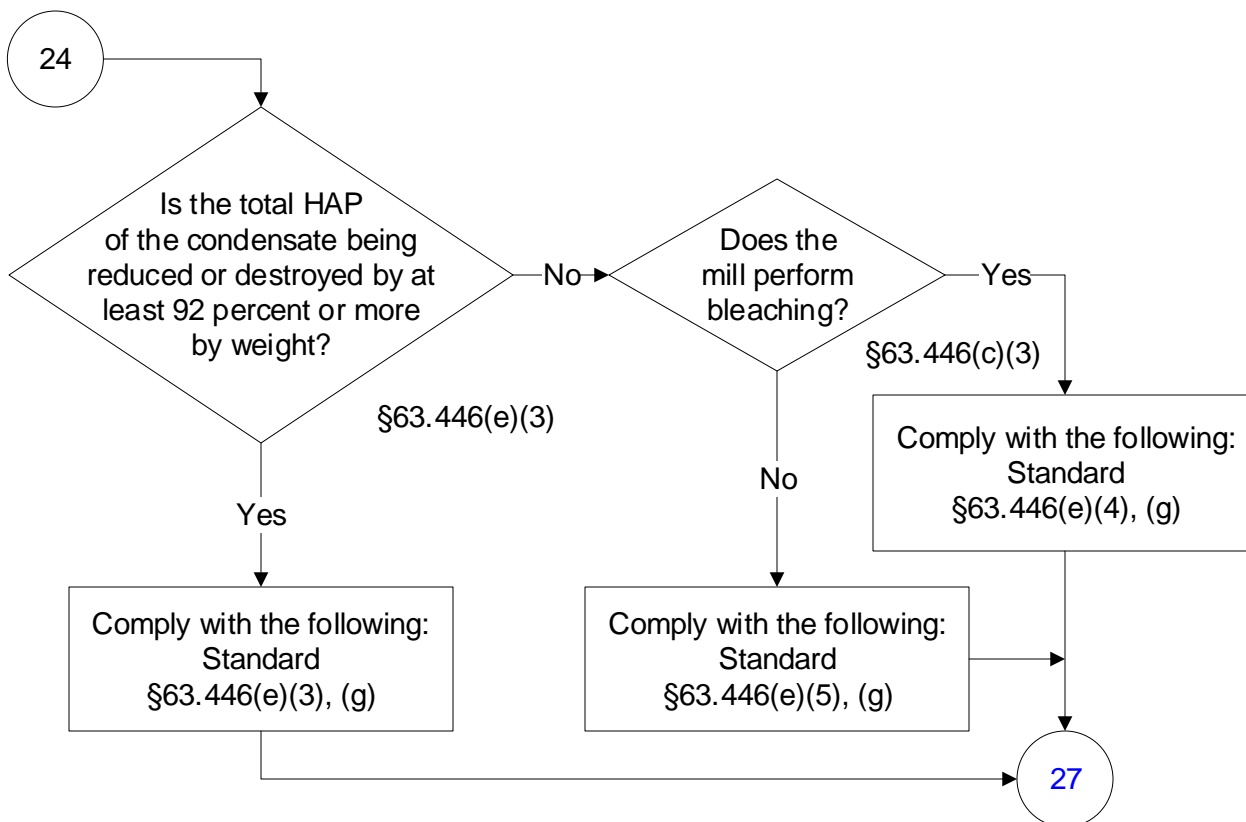 24
Is the total HAP
of the condensate being
reduced or destroyed by at
least 92 percent or more
by weight?
No
Does the
mill perform
bleaching?
Yes
§63.446(c)(3)
§63.446(e)(3)
Comply with the following:
Standard
§63.446(e)(4), (g)
No
Yes
Comply with the following:
Standard
§63.446(e)(3), (g)
Comply with the following:
Standard
§63.446(e)(5), (g)
27